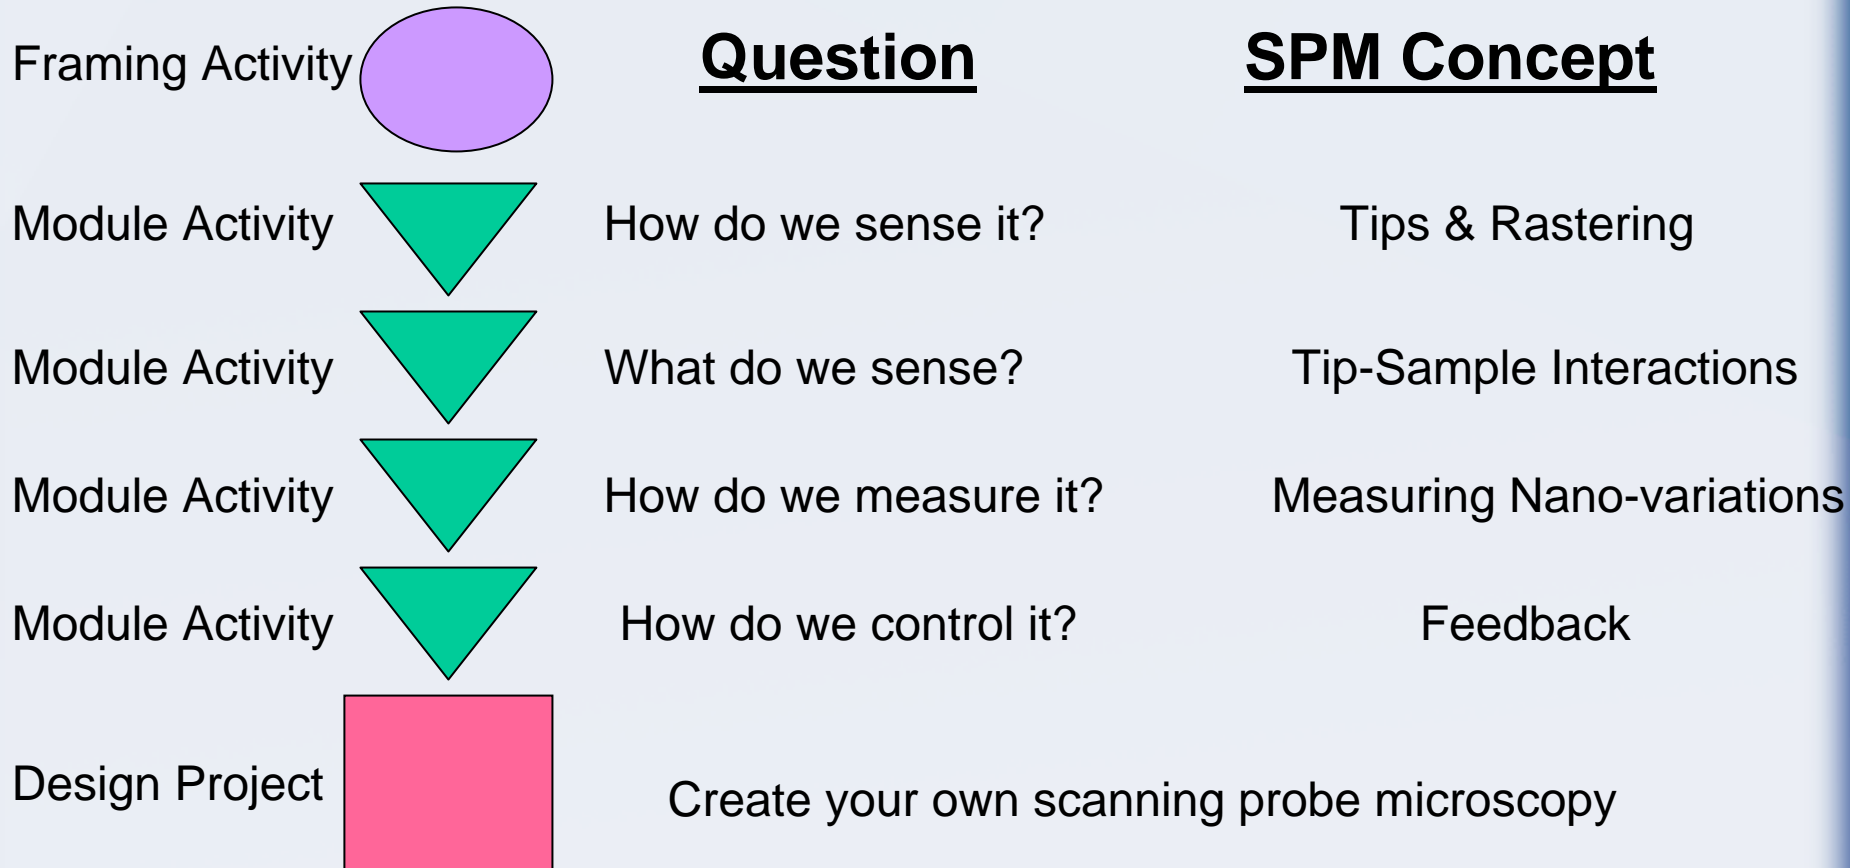 Framing Activity Question SPM Concept
Module Activity How do we sense it? Tips & Rastering
Module Activity What do we sense? Tip-Sample Interactions
Module Activity How do we measure it? Measuring Nano-variations
Module Activity How do we control it? Feedback
Design Project Create your own scanning probe microscopy